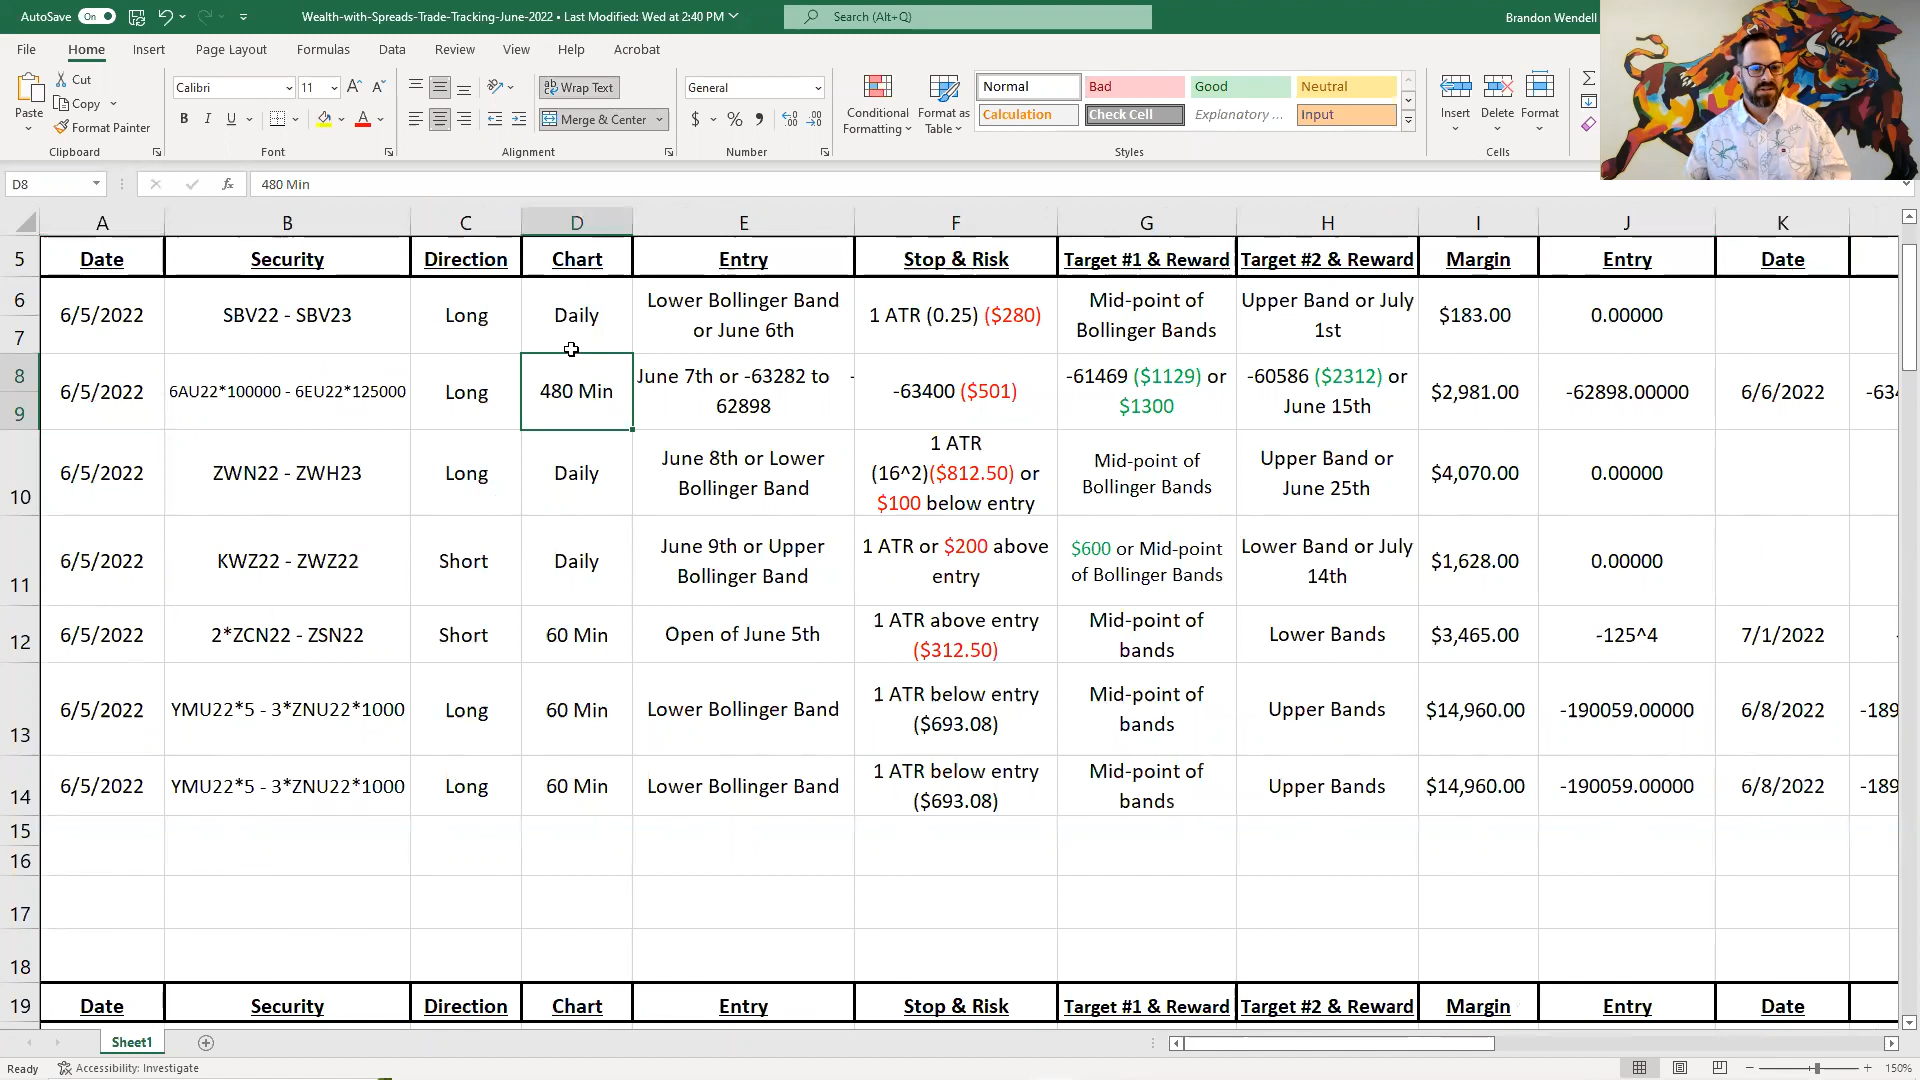 AutoSave On Wealth-with-Spreads-Trade-Tracking-June-2022 • Last Modified: Wed at 2:40 PM Search (Alt+Q) Brandon Wendell
File Home Insert Page Layout Formulas Data Review View Help Acrobat
Paste Cut Copy Format Painter Clipboard
Calibri 11 B I U A Font
Wrap Text Merge & Center Alignment
General $ % Number
Conditional Formatting Format as Table
Normal Bad Good Neutral
Calculation Check Cell Explanatory ... Input
Styles
Insert Delete Format
Cells
D8 fx 480 Min
A B C D E F G H I J K
5 Date Security Direction Chart Entry Stop & Risk Target #1 & Reward Target #2 & Reward Margin Entry Date
6 7 6/5/2022 SBV22 - SBV23 Long Daily Lower Bollinger Band or June 6th 1 ATR (0.25) ($280) Mid-point of Bollinger Bands Upper Band or July 1st $183.00 0.00000
8 9 6/5/2022 6AU22*100000 - 6EU22*125000 Long 480 Min June 7th or -63282 to - 62898 -63400 ($501) -61469 ($1129) or $1300 -60586 ($2312) or June 15th $2,981.00 -62898.00000 6/6/2022 -634
10 6/5/2022 ZWN22 - ZWH23 Long Daily June 8th or Lower Bollinger Band 1 ATR (16^2)($812.50) or $100 below entry Mid-point of Bollinger Bands Upper Band or June 25th $4,070.00 0.00000
11 6/5/2022 KWZ22 - ZWZ22 Short Daily June 9th or Upper Bollinger Band 1 ATR or $200 above entry $600 or Mid-point of Bollinger Bands Lower Band or July 14th $1,628.00 0.00000
12 6/5/2022 2*ZCN22 - ZSN22 Short 60 Min Open of June 5th 1 ATR above entry ($312.50) Mid-point of bands Lower Bands $3,465.00 -125^4 7/1/2022 -
13 6/5/2022 YMU22*5 - 3*ZNU22*1000 Long 60 Min Lower Bollinger Band 1 ATR below entry ($693.08) Mid-point of bands Upper Bands $14,960.00 -190059.00000 6/8/2022 -189
14 6/5/2022 YMU22*5 - 3*ZNU22*1000 Long 60 Min Lower Bollinger Band 1 ATR below entry ($693.08) Mid-point of bands Upper Bands $14,960.00 -190059.00000 6/8/2022 -189
15
16
17
18
19 Date Security Direction Chart Entry Stop & Risk Target #1 & Reward Target #2 & Reward Margin Entry Date
Sheet1
Ready Accessibility: Investigate 150%